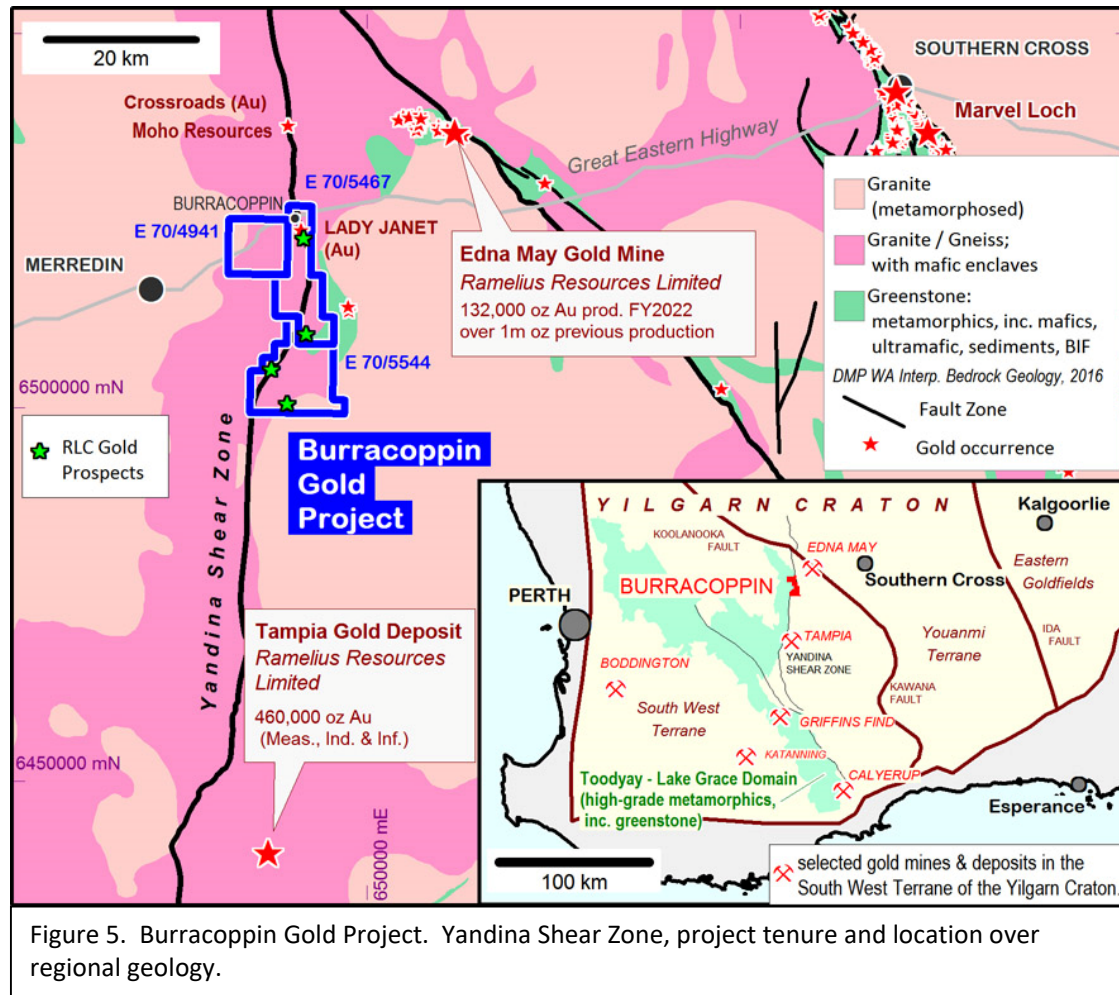 20 km
SOUTHERN CROSS
Crossroads (Au)
Moho Resources
Marvel Loch
Great Eastern Highway
E 70/5467
BURRACOPPIN
E 70/4941
LADY JANET
(Au)
MERREDIN
Edna May Gold Mine
Ramelius Resources Limited
132,000 oz Au prod. FY2022
over 1m oz previous production
Granite
(metamorphosed)
Granite / Gneiss;
with mafic enclaves
Greenstone:
metamorphics, inc. mafics,
ultramafic, sediments, BIF
DMP WA Interp. Bedrock Geology, 2016
Fault Zone
Gold occurrence
E 70/5544
6500000 mN
RLC Gold
Prospects
Burracoppin
Gold
Project
Yandina Shear Zone
Tampia Gold Deposit
Ramelius Resources
Limited
460,000 oz Au
(Meas., Ind. & Inf.)
6450000 mN
650000 mE
YILGARN CRATON
Kalgoorlie
KOOLANOOKA
FAULT
EDNA MAY
Eastern
Goldfields
BURRACOPPIN
Southern Cross
PERTH
TAMPIA
YANDINA
SHEAR ZONE
Youanmi
Terrane
IDA
FAULT
BODDINGTON
KAWANA
FAULT
South West
Terrane
GRIFFINS FIND
KATANNING
CALYERUP
Toodyay - Lake Grace Domain
(high-grade metamorphics,
inc. greenstone)
Esperance
100 km
selected gold mines & deposits in the
South West Terrane of the Yilgarn Craton.
Figure 5. Burracoppin Gold Project. Yandina Shear Zone, project tenure and location over
regional geology.